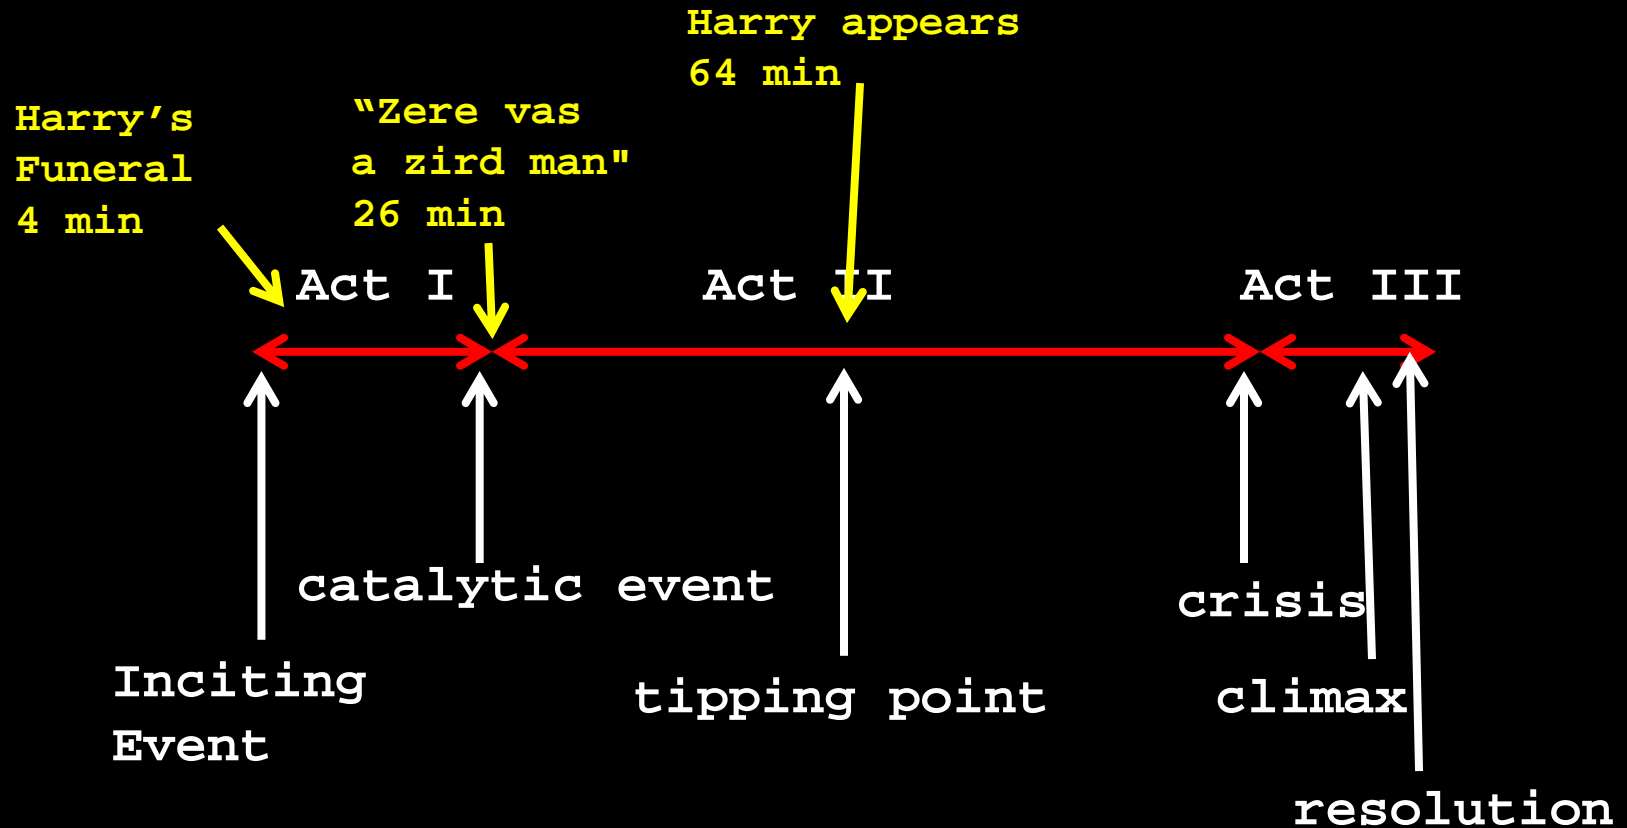 Harry appears
64 min
Harry’s
Funeral
4 min
“Zere vas
a zird man"
26 min
Act I
Act II
Act III
catalytic event
crisis
Inciting
Event
tipping point
climax
resolution